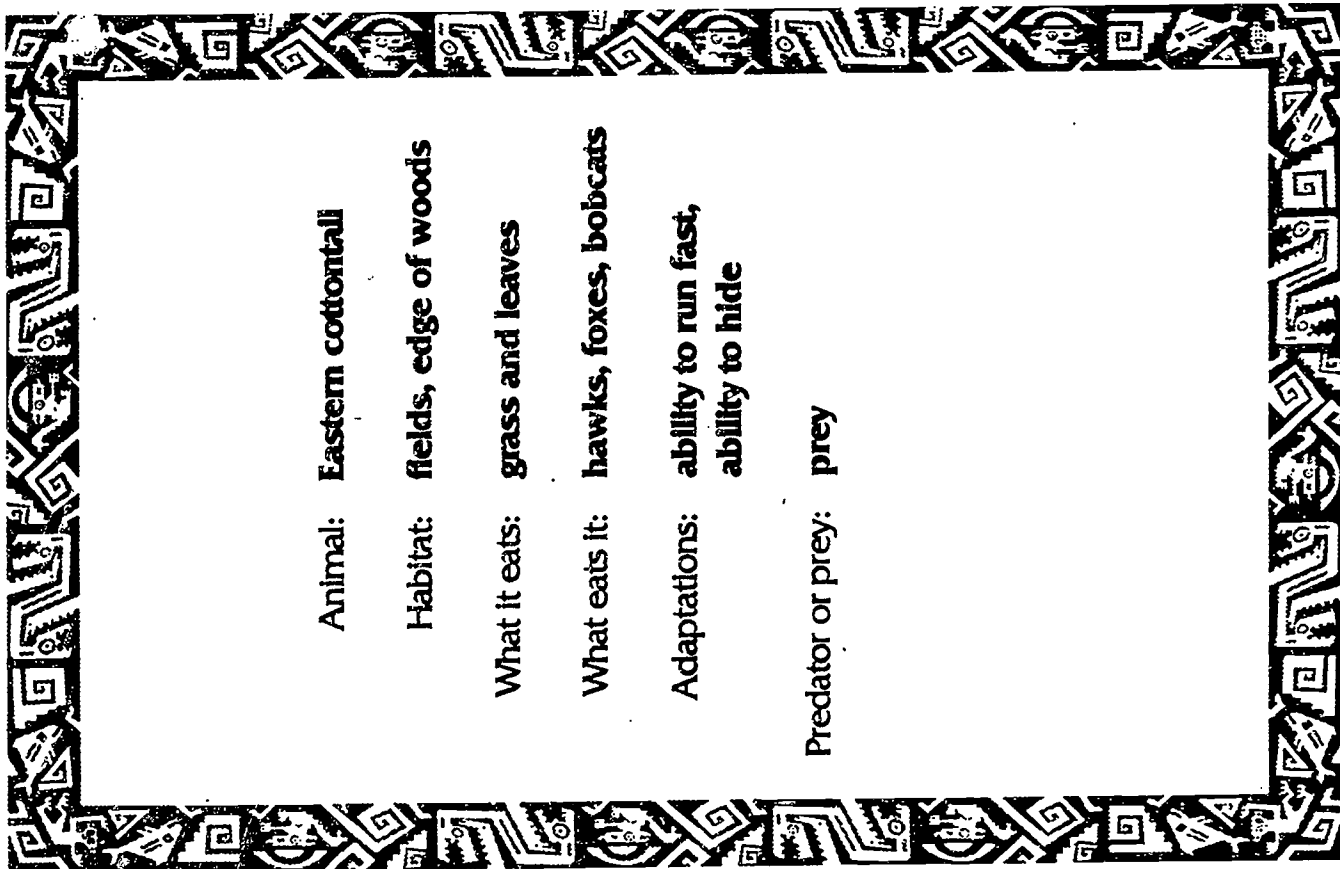 Animal: Eastern cottontail
Habitat: fields, edge of woods
What it eats: grass and leaves
What eats it: hawks, foxes, bobcats
Adaptations: ability to run fast,
ability to hide
Predator or prey: prey